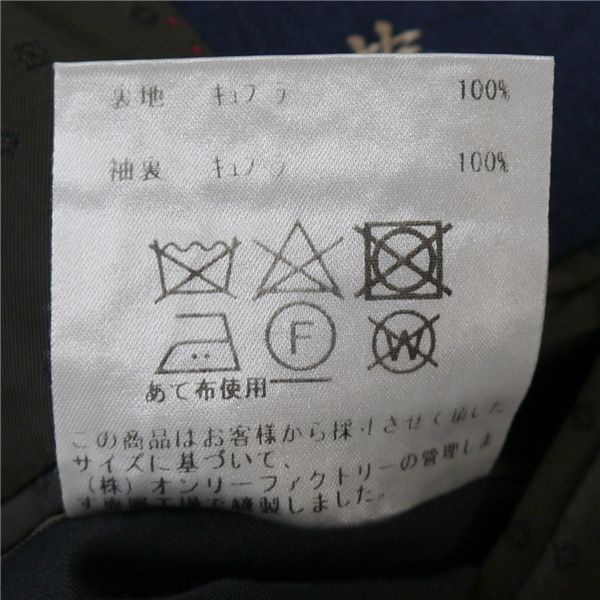 裏地 キュプラ 100%
袖裏 キュプラ 100%
F
W
あて布使用
この商品はお客様から採寸させて頂いた
サイズに基づいて、
(株)オンリーファクトリーの管理しま
縫製しました。